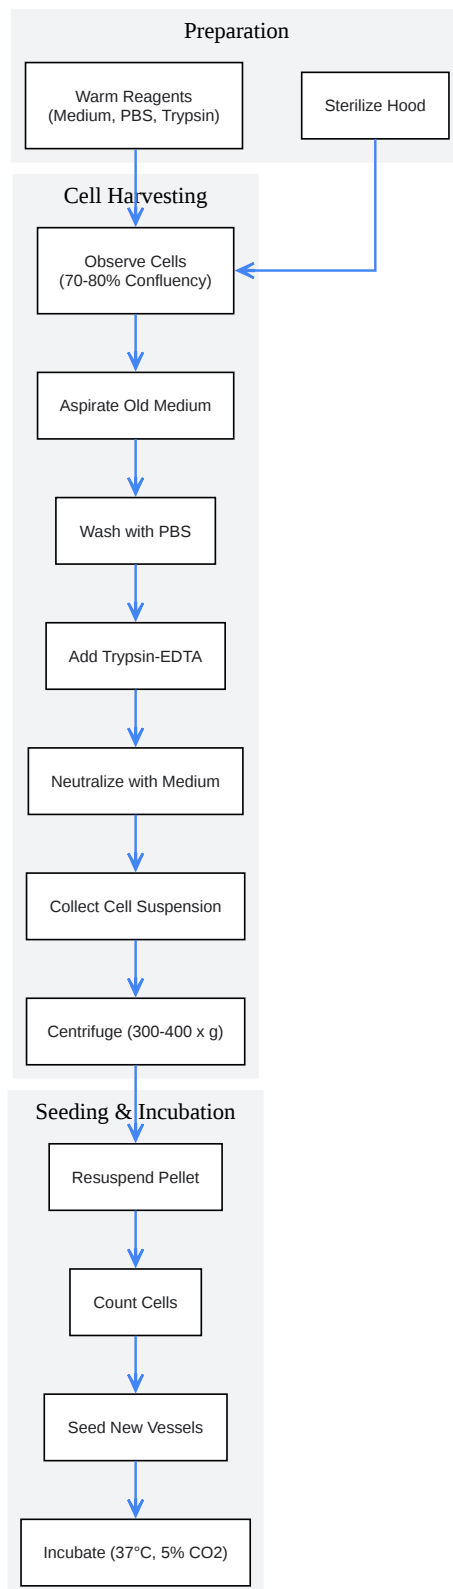 Preparation
Warm Reagents
(Medium, PBS, Trypsin)
Sterilize Hood
Cell Harvesting
Observe Cells
(70-80% Confluency)
Aspirate Old Medium
Wash with PBS
Add Trypsin-EDTA
Neutralize with Medium
Collect Cell Suspension
Centrifuge (300-400 x g)
Seeding & Incubation
Resuspend Pellet
Count Cells
Seed New Vessels
Incubate (37°C, 5% CO2)